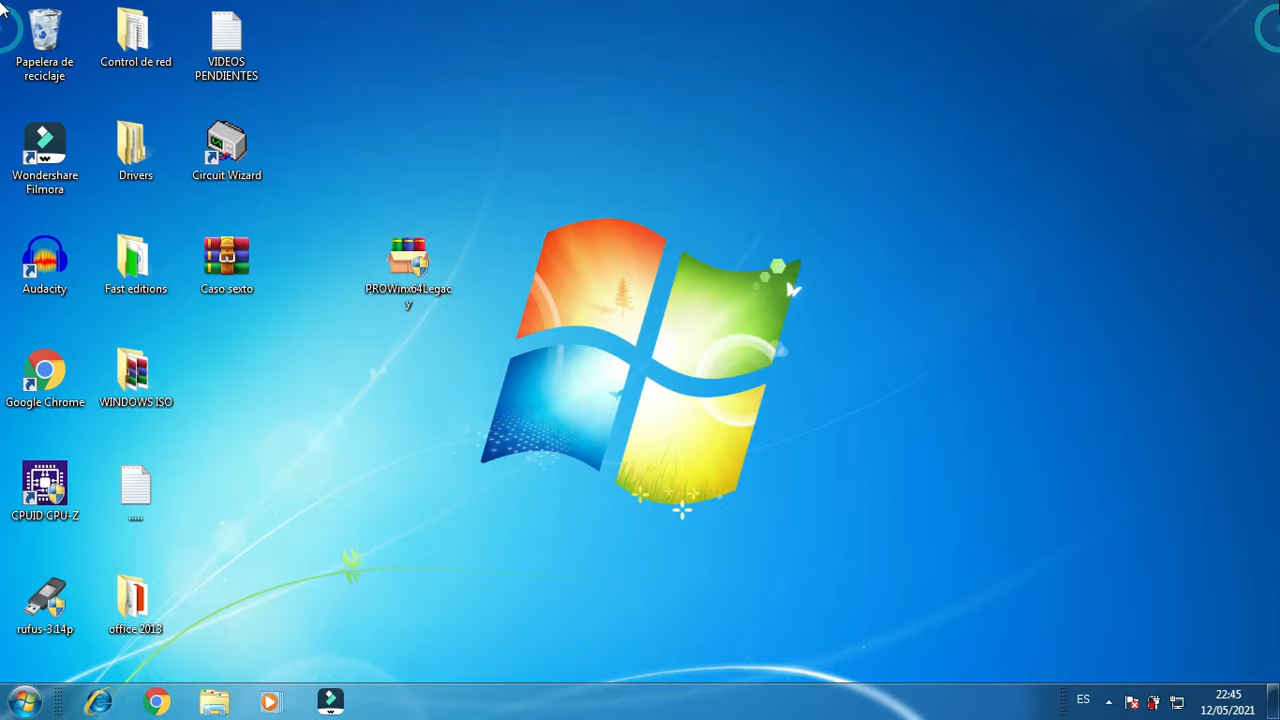 Papelera de
reciclaje
Control de red
VIDEOS
PENDIENTES
Wondershare
Filmora
Drivers
Circuit Wizard
Audacity
Fast editions
Caso sexto
PROWinx64Legac
y
Google Chrome
WINDOWS ISO
CPUID CPU-Z
....
rufus-3.14p
office 2013
ES
22:45
12/05/2021